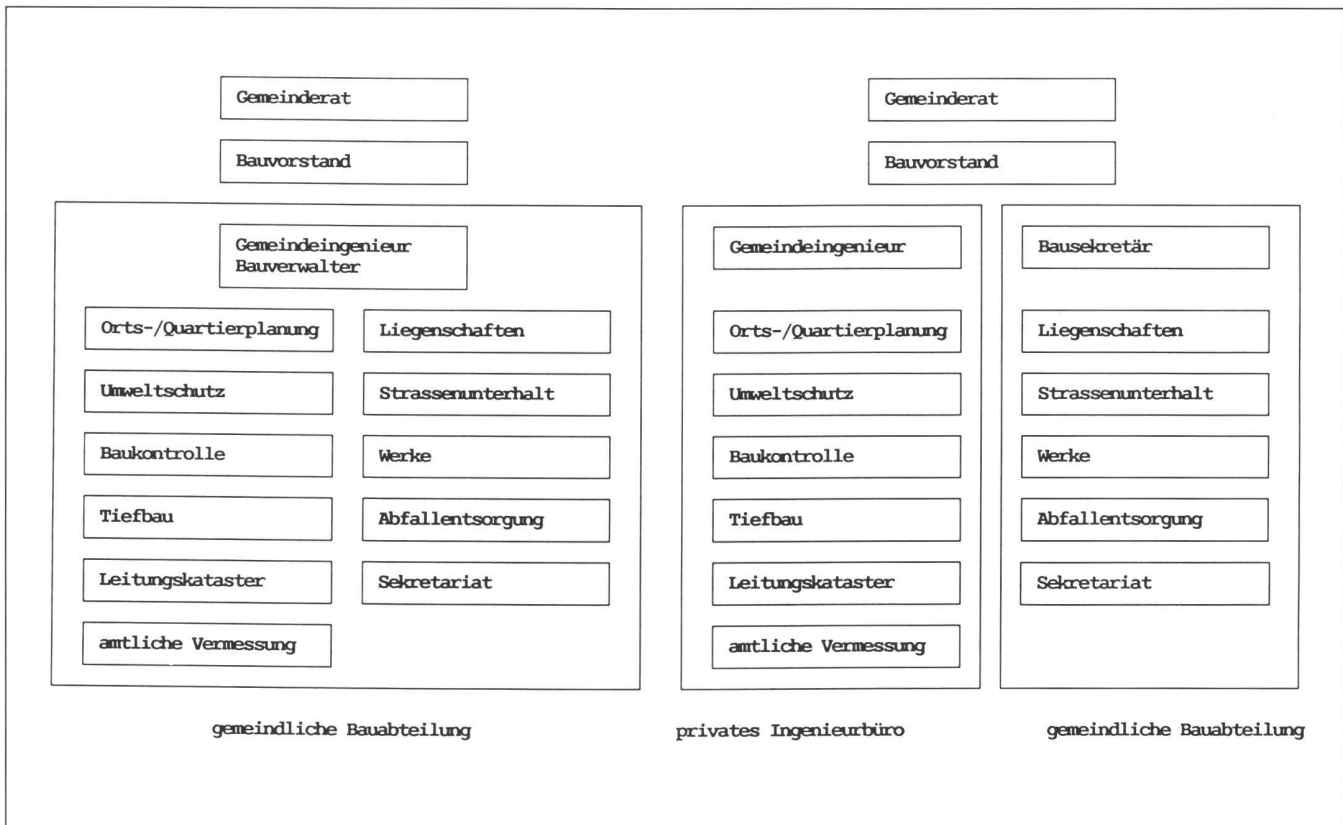 Gemeinderat
Bauvorstand
Gemeindeingenieur
Bauverwalter
Orts-/Quartierplanung
Umweltschutz
Baukontrolle
Tiefbau
Leitungskataster
amtliche Vermessung
Liegenschaften
Strassenunterhalt
Werke
Abfallentsorgung
Sekretariat
gemeindliche Bauabteilung
Gemeinderat
Bauvorstand
Gemeindeingenieur
Orts-/Quartierplanung
Umweltschutz
Baukontrolle
Tiefbau
Leitungskataster
amtliche Vermessung
privates Ingenieurbüro
Bausekretär
Liegenschaften
Strassenunterhalt
Werke
Abfallentsorgung
Sekretariat
gemeindliche Bauabteilung